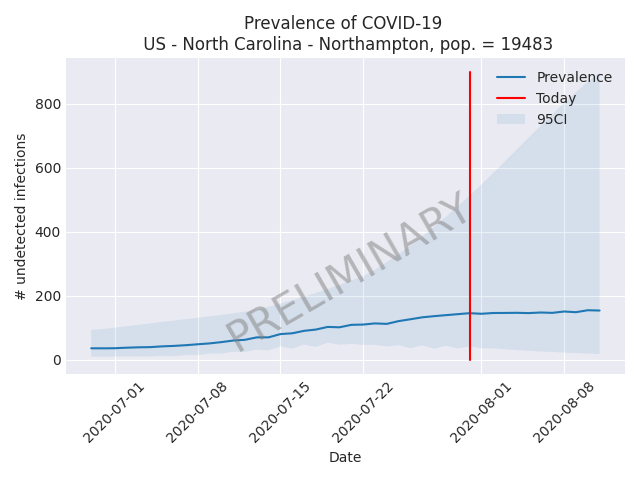 Prevalence of COVID-19
US - North Carolina - Northampton, pop. = 19483
Prevalence
Today
95CI
# undetected infections
800
600
400
200
0
PRELIMINARY
2020-07-01
2020-07-08
2020-07-15
2020-07-22
2020-08-01
2020-08-08
Date